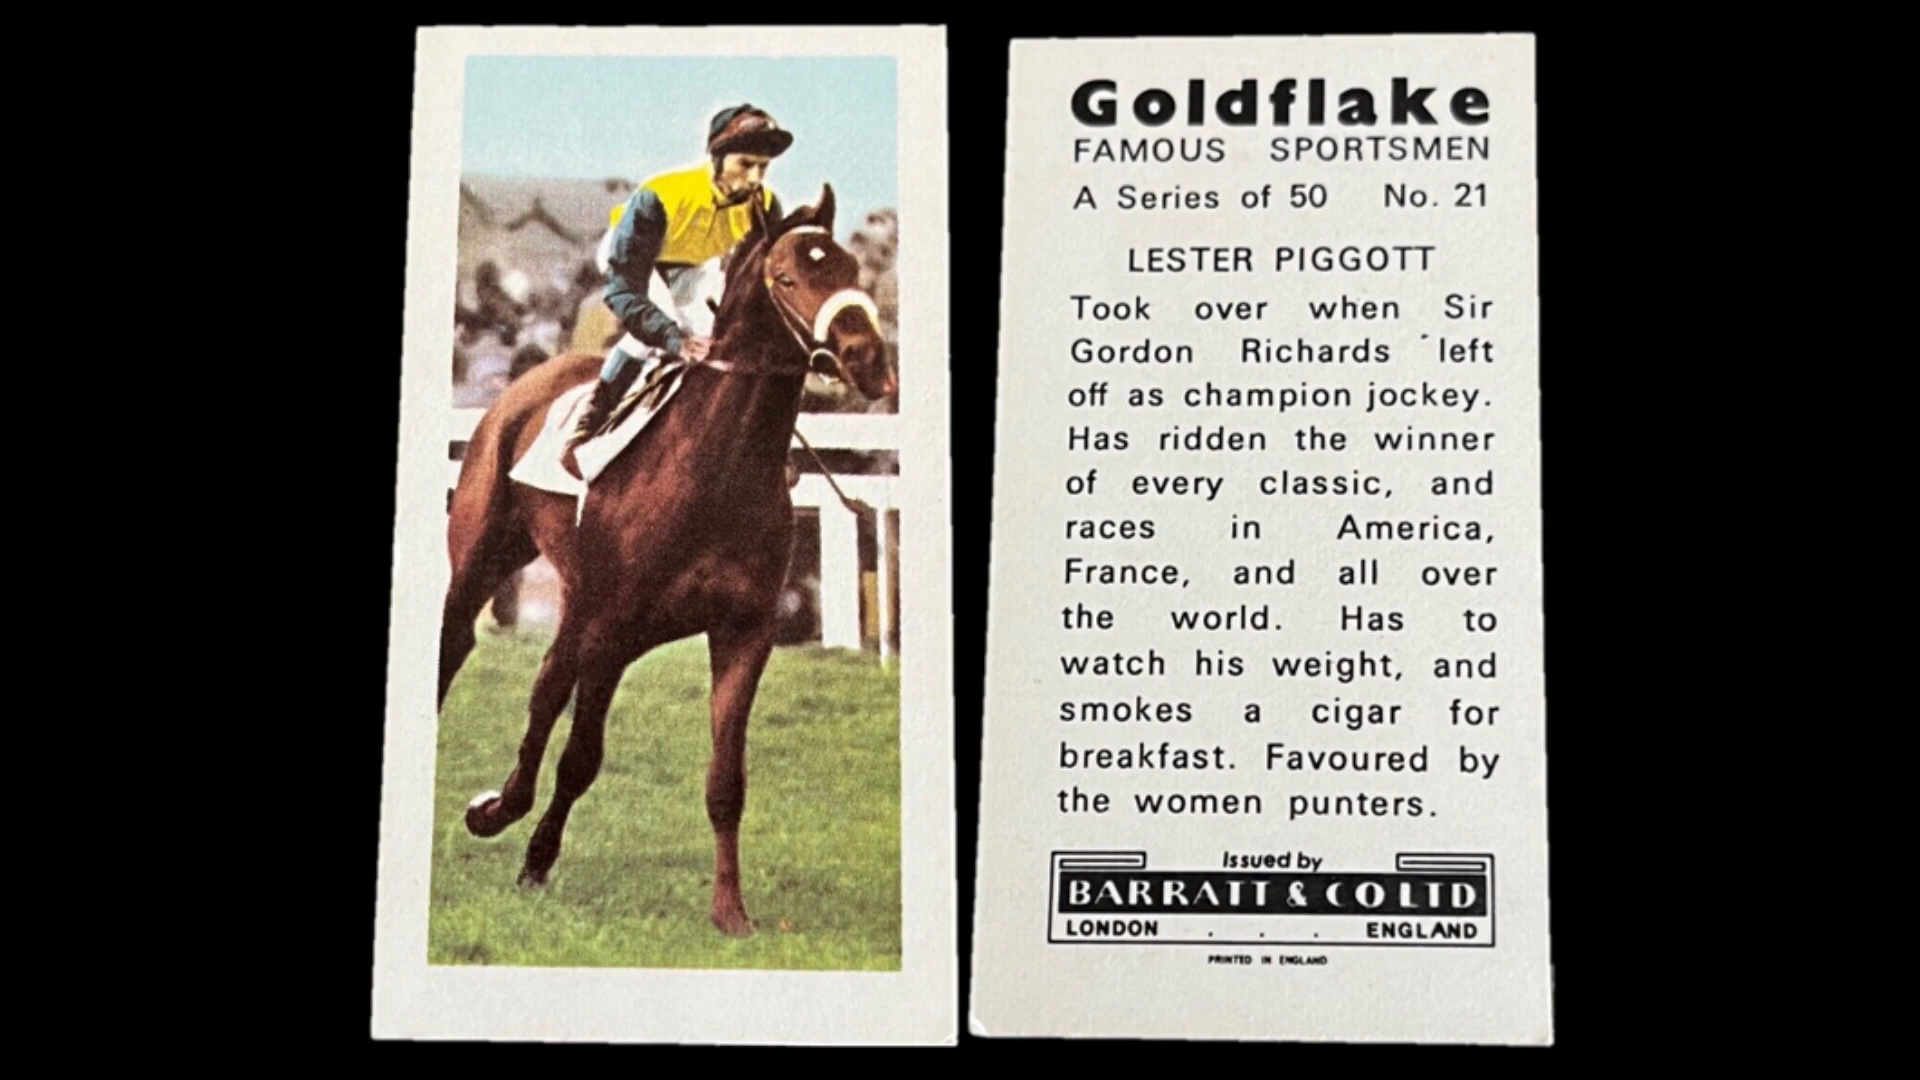 Goldflake
FAMOUS SPORTSMEN
A Series of 50 No. 21
LESTER PIGGOTT
Took over when Sir
Gordon Richards left
off as champion jockey.
Has ridden the winner
of every classic, and
races in America,
France, and all over
the world. Has to
watch his weight, and
smokes a cigar for
breakfast. Favoured by
the women punters.
Issued by
BARRATT & CO LTD
LONDON . . . ENGLAND
PRINTED IN ENGLAND